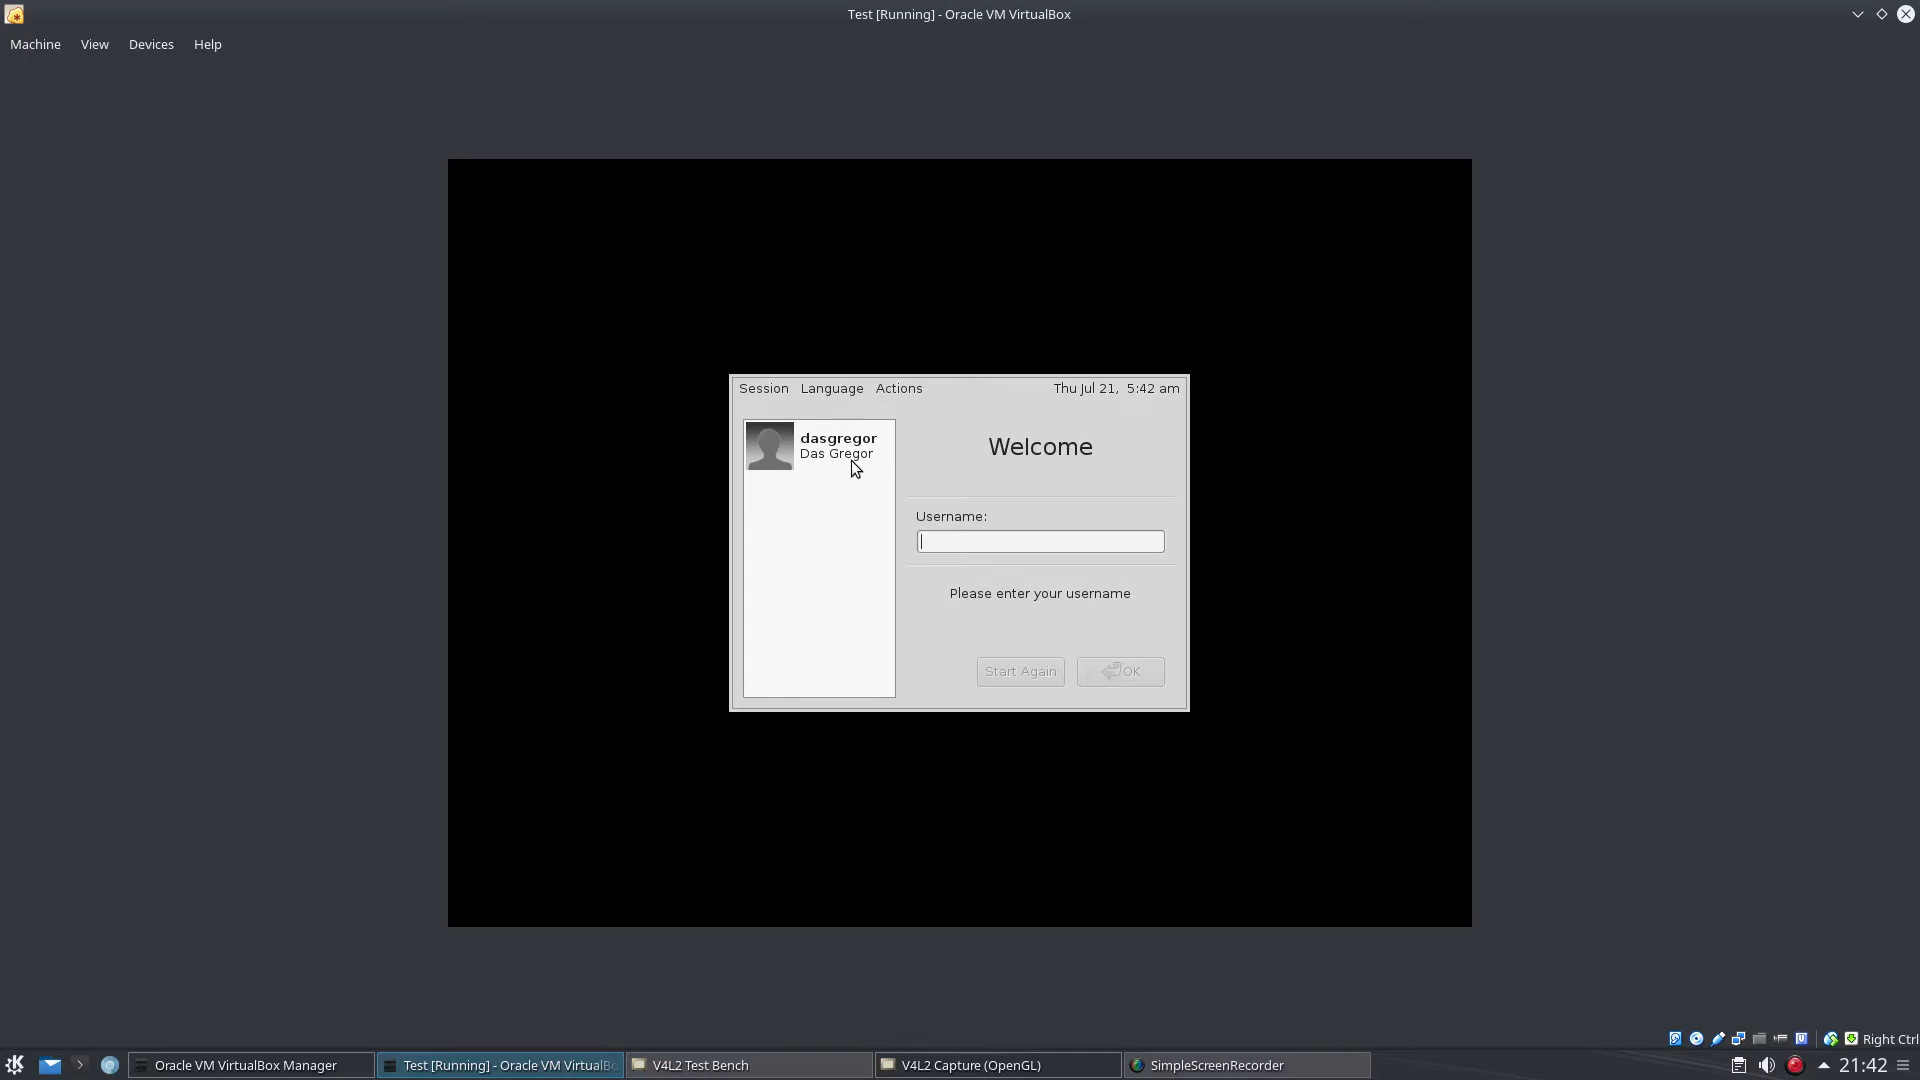 Test [Running] - Oracle VM VirtualBox
Machine View Devices Help
Session Language Actions Thu Jul 21, 5:42 am
dasgregor
Das Gregor
Welcome
Username:
Please enter your username
Start Again OK
Right Ctrl
Oracle VM VirtualBox Manager Test [Running] - Oracle VM VirtualBo V4L2 Test Bench V4L2 Capture (OpenGL) SimpleScreenRecorder 21:42